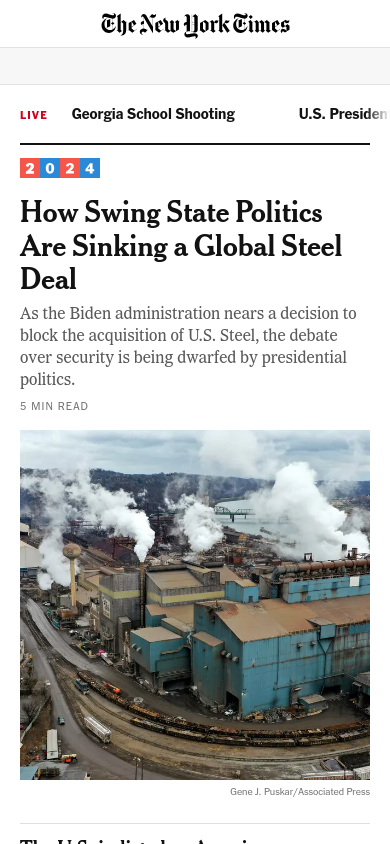 The New York Times
LIVE Georgia School Shooting U.S. Presiden
2024
How Swing State Politics
Are Sinking a Global Steel
Deal
As the Biden administration nears a decision to
block the acquisition of U.S. Steel, the debate
over security is being dwarfed by presidential
politics.
5 MIN READ
Gene J. Puskar/Associated Press